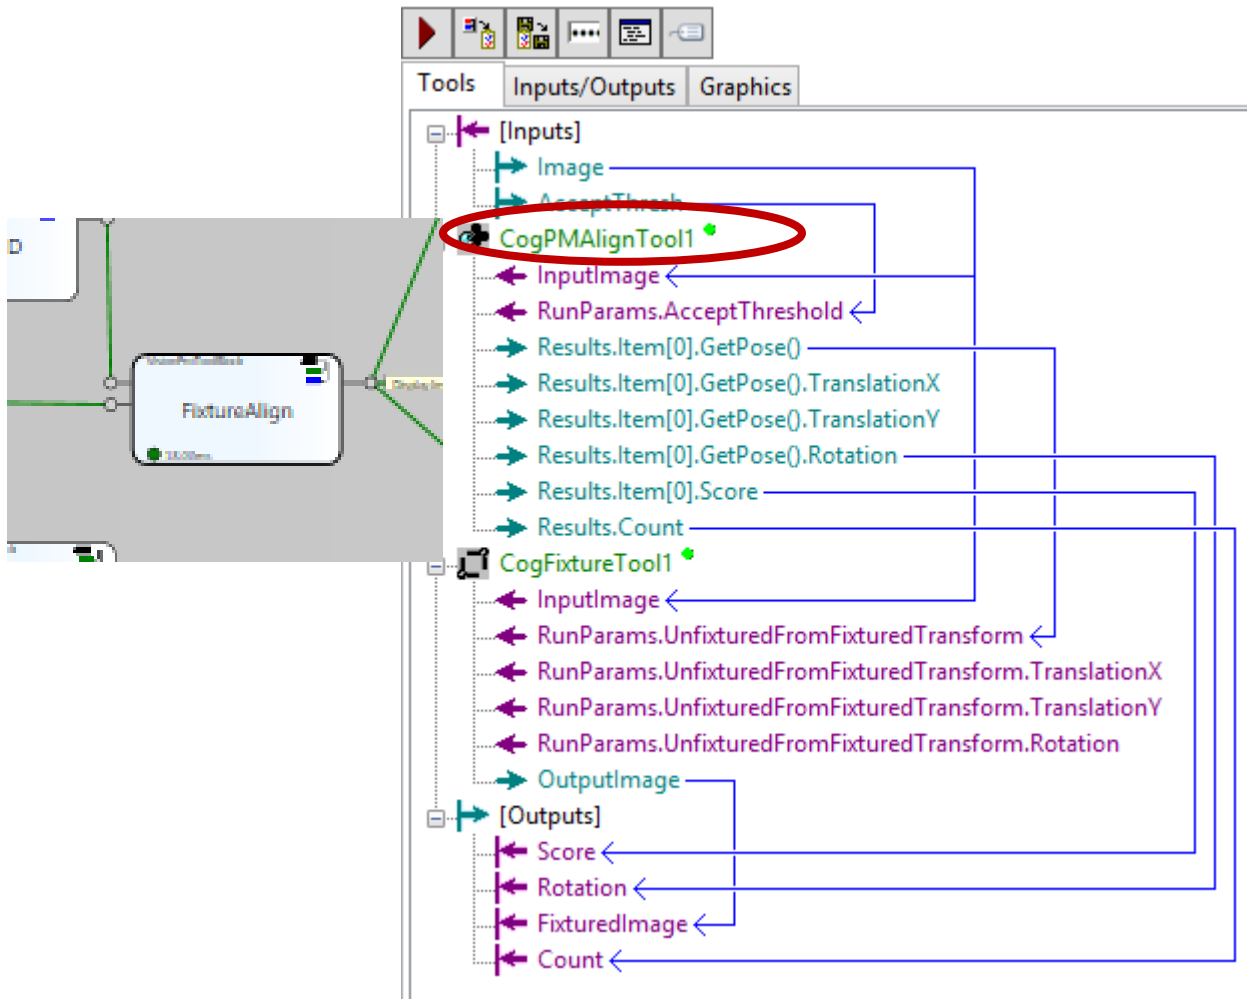 Tools
Inputs/Outputs
Graphics
[Inputs]
Image
AcceptThresh
CogPMAlignTool1
InputImage
RunParams.AcceptThreshold
Results.Item[0].GetPose()
Results.Item[0].GetPose().TranslationX
Results.Item[0].GetPose().TranslationY
Results.Item[0].GetPose().Rotation
Results.Item[0].Score
Results.Count
CogFixtureTool1
InputImage
RunParams.UnfixturedFromFixturedTransform
RunParams.UnfixturedFromFixturedTransform.TranslationX
RunParams.UnfixturedFromFixturedTransform.TranslationY
RunParams.UnfixturedFromFixturedTransform.Rotation
OutputImage
[Outputs]
Score
Rotation
FixturedImage
Count
D
FixtureAlign